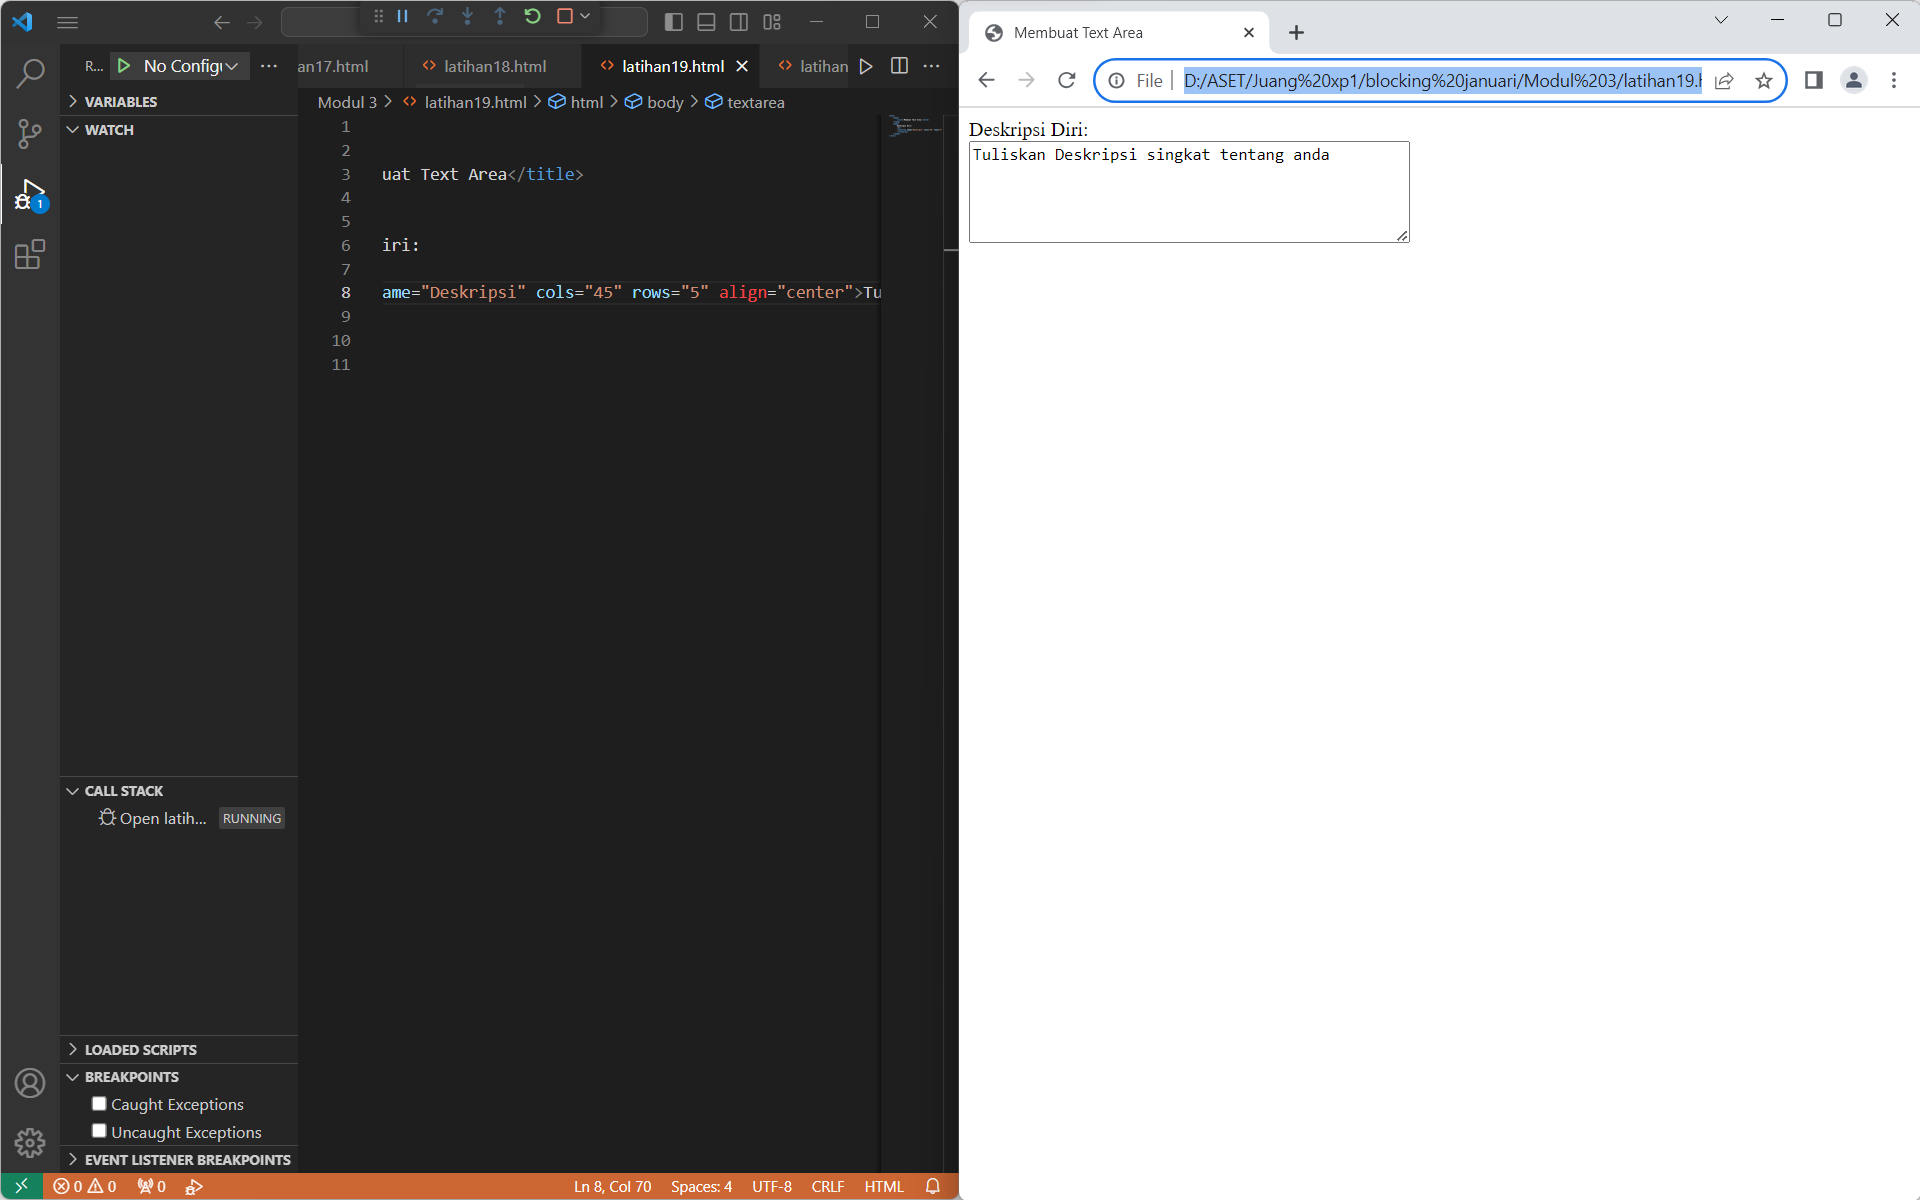 R... No Config
an17.html latihan18.html latihan19.html latihan
VARIABLES
WATCH
Modul 3 > latihan19.html > html > body > textarea
1
2
3 uat Text Area</title>
4
5
6 iri:
7
8 ame="Deskripsi" cols="45" rows="5" align="center">Tu
9
10
11
1
CALL STACK
Open latih... RUNNING
LOADED SCRIPTS
BREAKPOINTS
Caught Exceptions
Uncaught Exceptions
EVENT LISTENER BREAKPOINTS
0 0 0 Ln 8, Col 70 Spaces: 4 UTF-8 CRLF HTML
Membuat Text Area
File D:/ASET/Juang%20xp1/blocking%20januari/Modul%203/latihan19.h
Deskripsi Diri:
Tuliskan Deskripsi singkat tentang anda